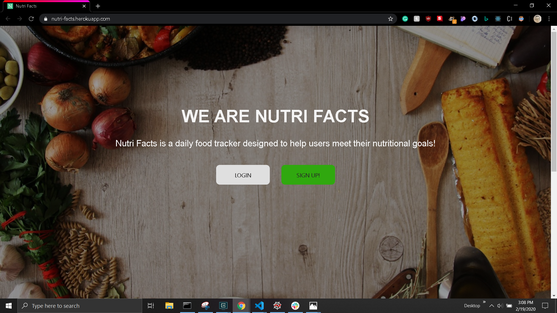 Nutri Facts
nutri-facts.herokuapp.com
WE ARE NUTRI FACTS
Nutri Facts is a daily food tracker designed to help users meet their nutritional goals!
LOGIN
SIGN UP!
Type here to search
Desktop
3:08 PM
2/19/2020